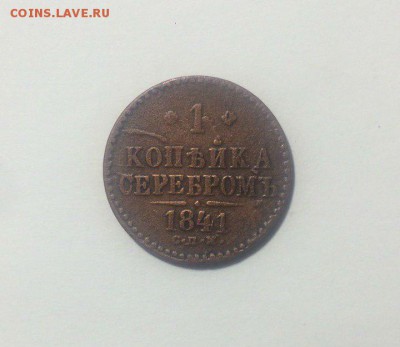 COINS.LAVE.RU
1
КОПѢЙКА
СЕРЕБРОМЪ
1841
С.П.М.